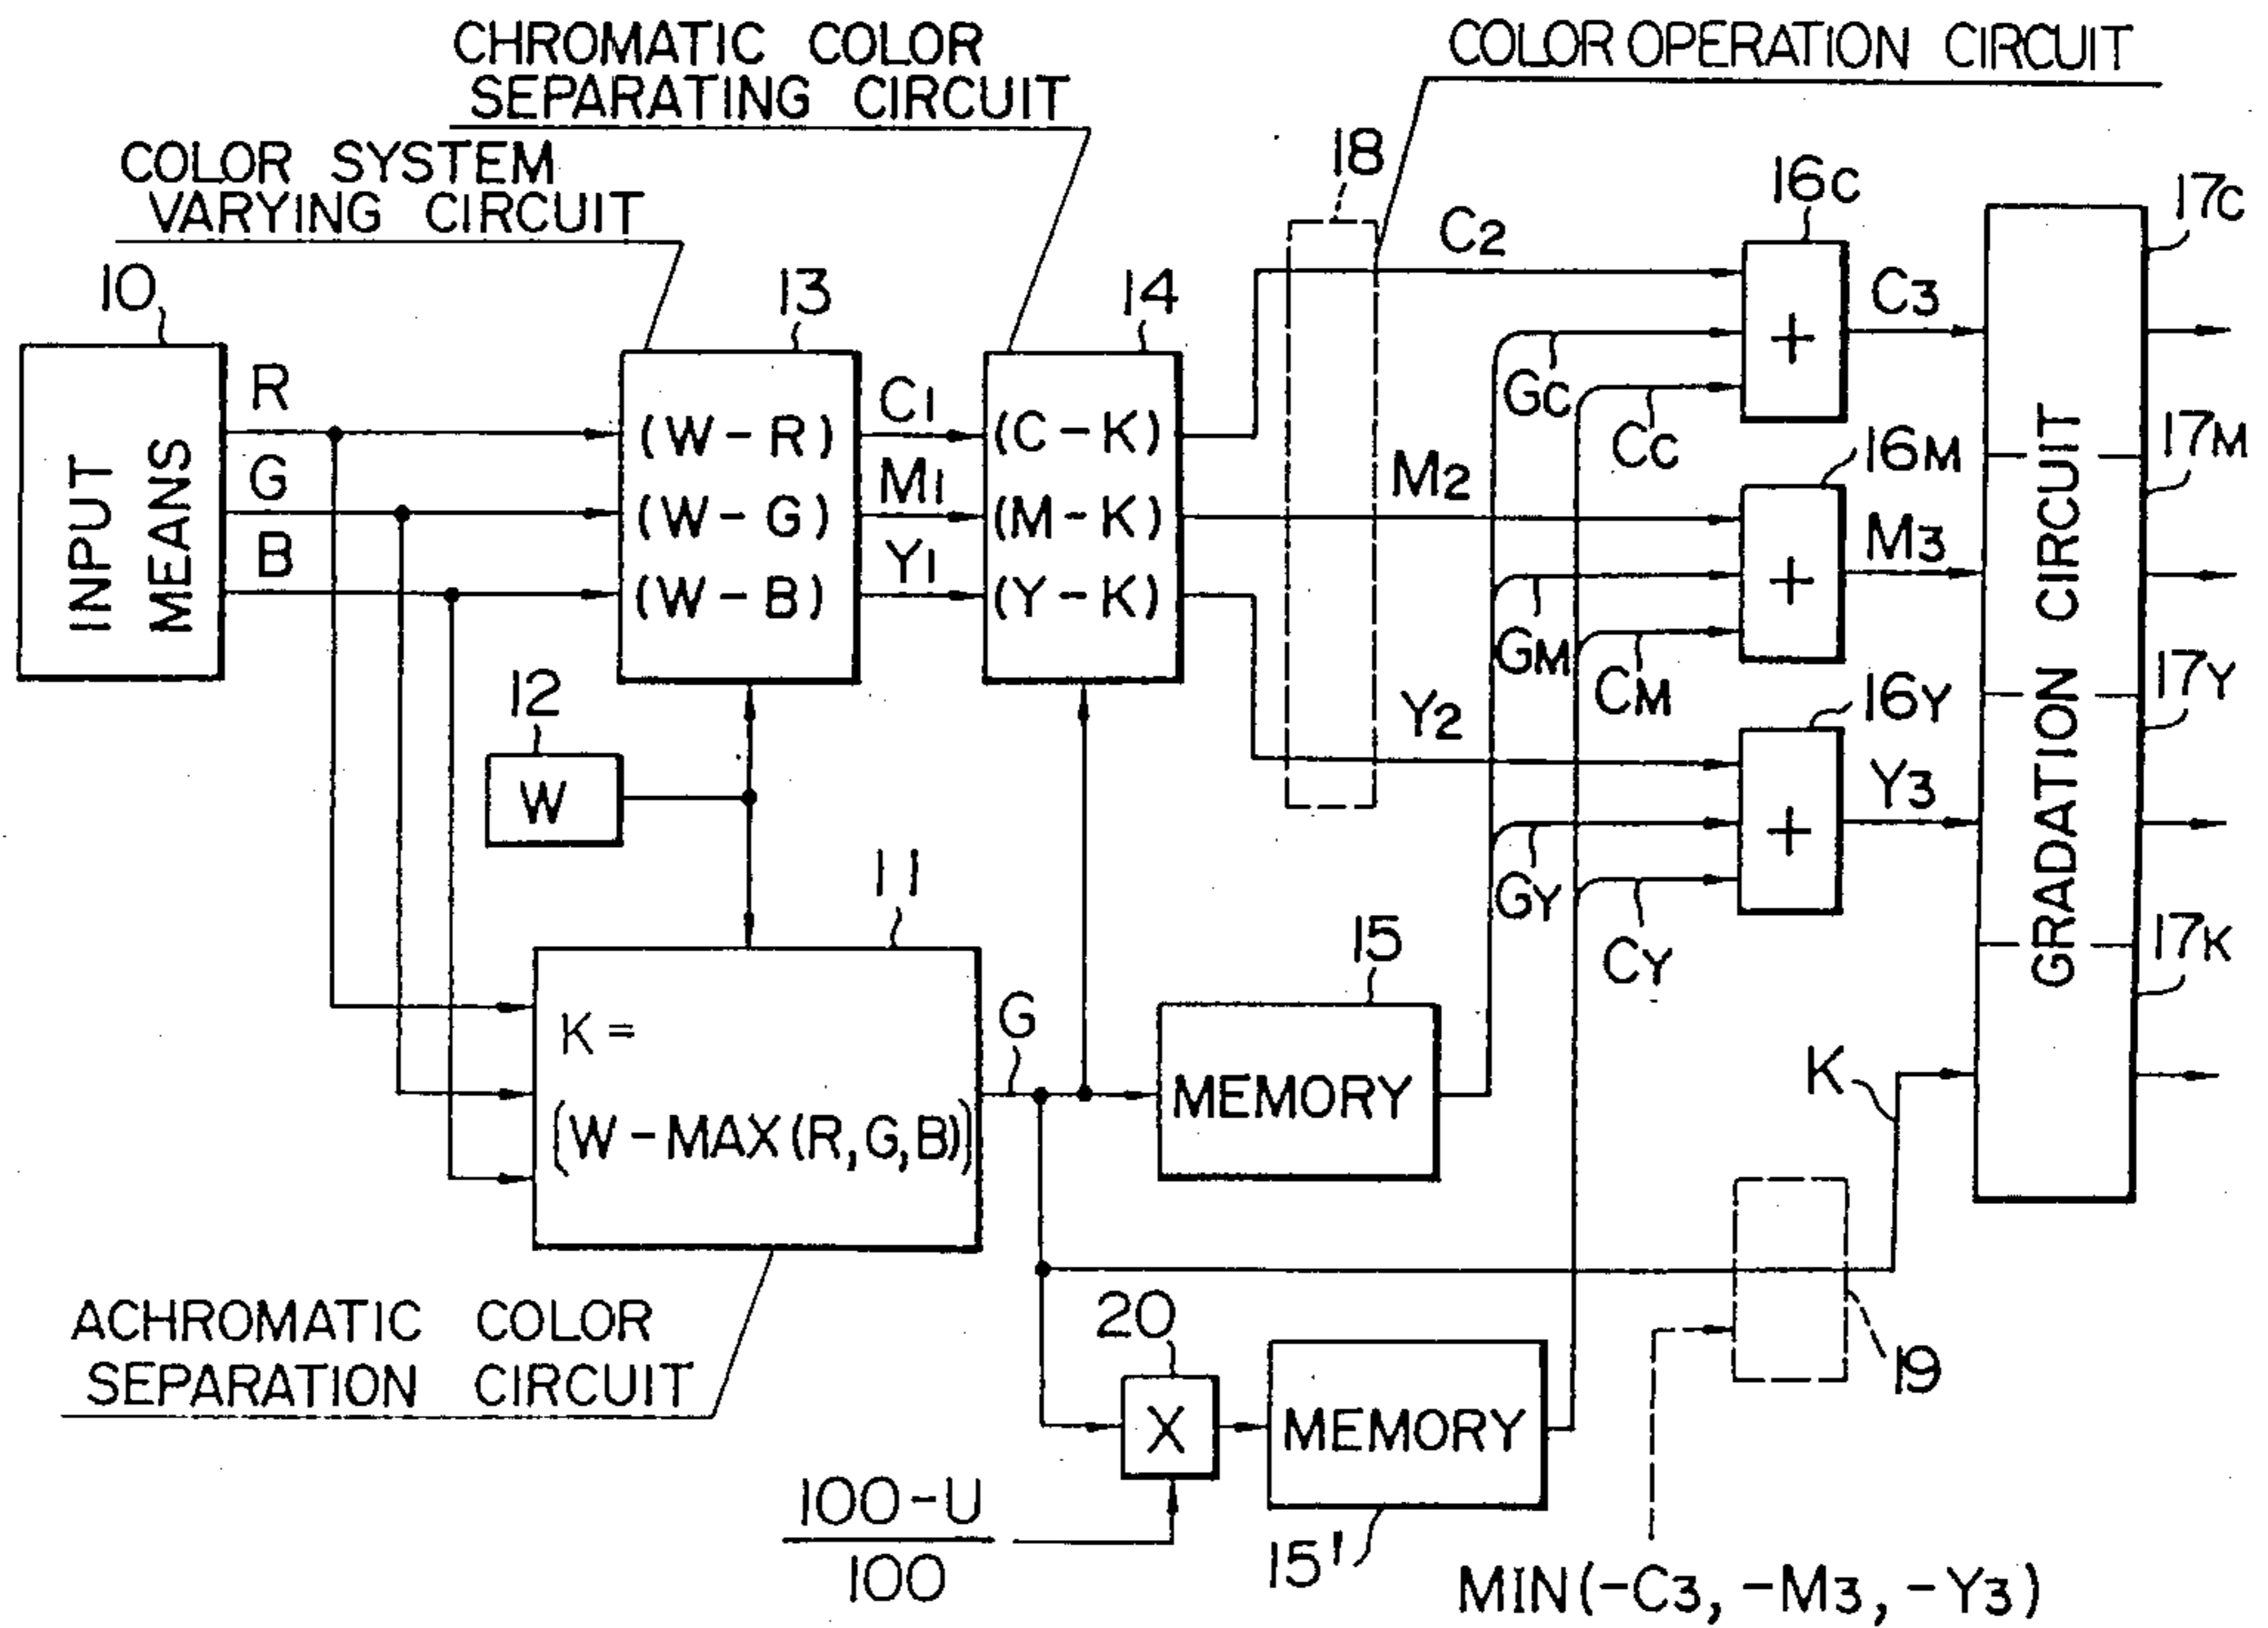 CHROMATIC COLOR
SEPARATING CIRCUIT
COLOR OPERATION CIRCUIT
COLOR SYSTEM
VARYING CIRCUIT
18
16C
17C
10
13
14
C2
C3
R
G
B
INPUT
MEANS
(W-R)
(W-G)
(W-B)
C1
M1
Y1
(C-K)
(M-K)
(Y-K)
GC
CC
M2
16M
17M
M3
GM
CM
12
W
Y2
16Y
17Y
Y3
GY
CY
GRADATION CIRCUIT
11
15
17K
K=
(W-MAX(R,G,B))
G
MEMORY
K
ACHROMATIC COLOR
SEPARATION CIRCUIT
20
X
MEMORY
19
100-U
100
15'
MIN(-C3, -M3, -Y3)
+
+
+